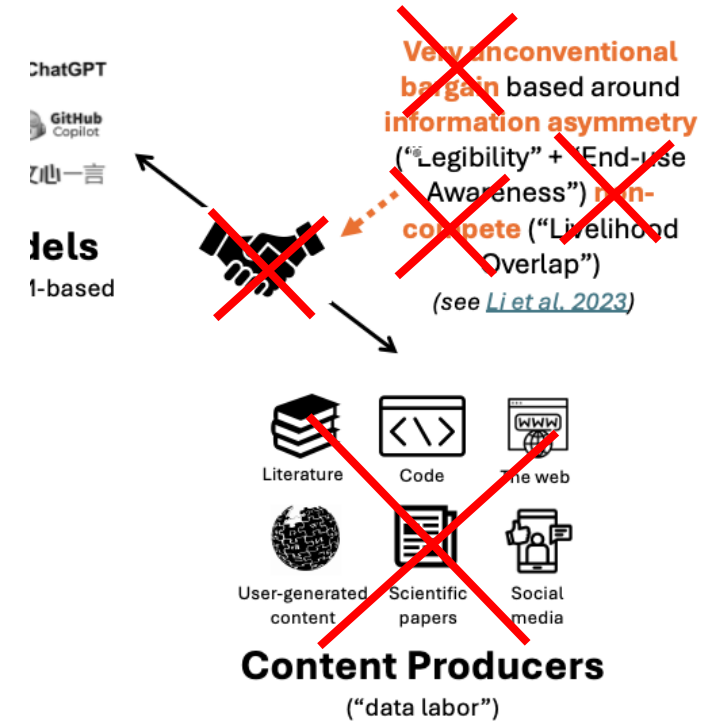 ChatGPT
GitHub
Copilot
文心一言
dels
M-based
Very unconventional
bargain based around
information asymmetry
("Legibility" + "End-use
Awareness") non-
compete ("Livelihood
Overlap")
(see Li et al, 2023)
WWW
Literature
Code
The web
User-generated
content
Scientific
papers
Social
media
Content Producers
("data labor")